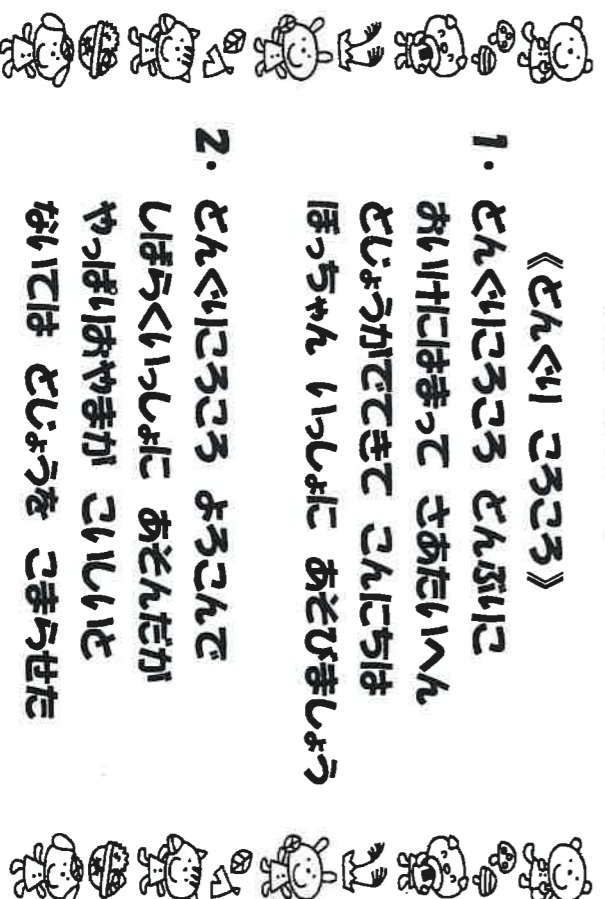 《どんぐり ころころ》
1. どんぐりころころ どんぶりこ
おいけにはまって さあたいへん
どじょうがでてきて こんにちは
ぼっちゃん いっしょに あそびましょう
2. どんぐりころころ よろこんで
しばらくいっしょに あそんだが
やっぱりおやまが こいしいと
ないては どじょうを こまらせた